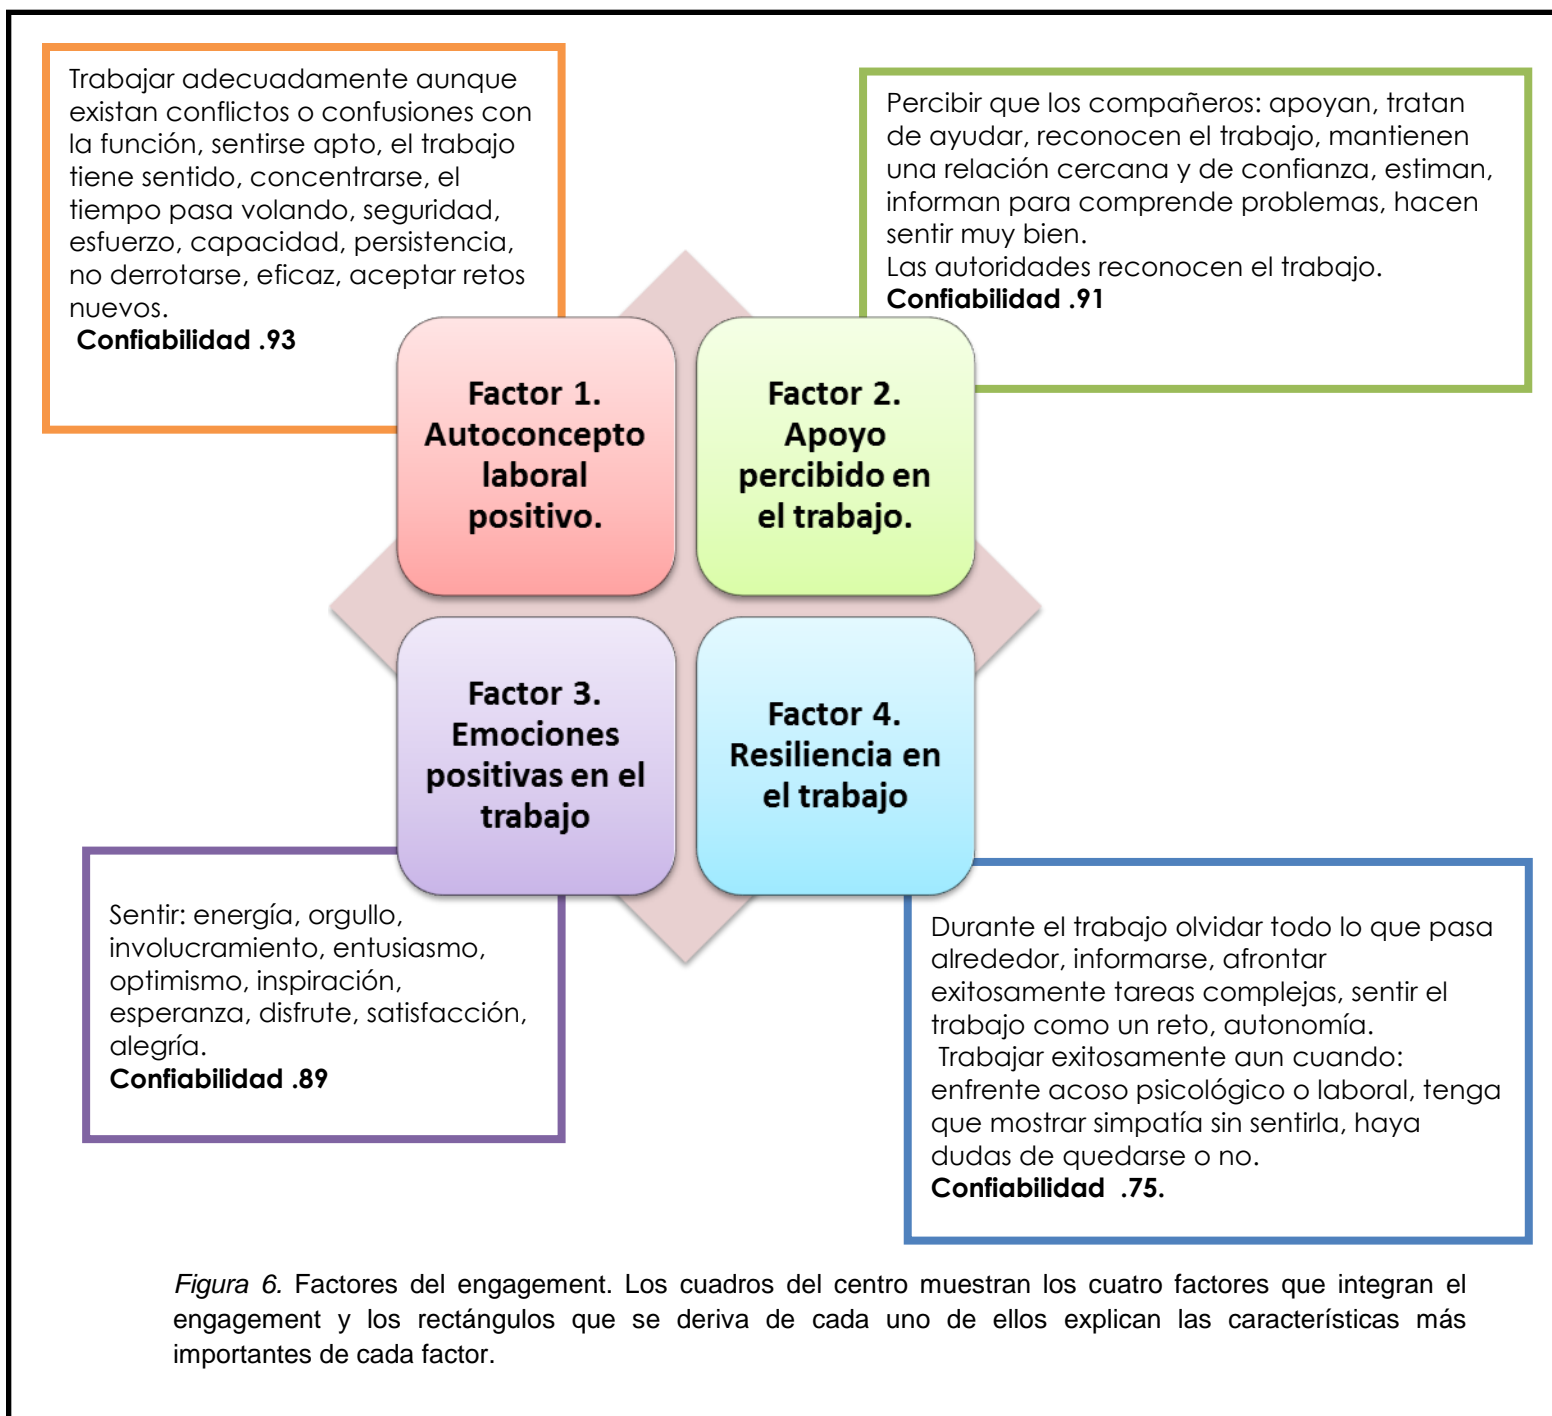 Trabajar adecuadamente aunque
existan conflictos o confusiones con
la función, sentirse apto, el trabajo
tiene sentido, concentrarse, el
tiempo pasa volando, seguridad,
esfuerzo, capacidad, persistencia,
no derrotarse, eficaz, aceptar retos
nuevos.
Confiabilidad .93
Percibir que los compañeros: apoyan, tratan
de ayudar, reconocen el trabajo, mantienen
una relación cercana y de confianza, estiman,
informan para comprende problemas, hacen
sentir muy bien.
Las autoridades reconocen el trabajo.
Confiabilidad .91
Factor 1.
Autoconcepto
laboral
positivo.
Factor 2.
Apoyo
percibido en
el trabajo.
Factor 3.
Emociones
positivas en el
trabajo
Factor 4.
Resiliencia en
el trabajo
Sentir: energía, orgullo,
involucramiento, entusiasmo,
optimismo, inspiración,
esperanza, disfrute, satisfacción,
alegría.
Confiabilidad .89
Durante el trabajo olvidar todo lo que pasa
alrededor, informarse, afrontar
exitosamente tareas complejas, sentir el
trabajo como un reto, autonomía.
Trabajar exitosamente aun cuando:
enfrente acoso psicológico o laboral, tenga
que mostrar simpatía sin sentirla, haya
dudas de quedarse o no.
Confiabilidad .75.
Figura 6. Factores del engagement. Los cuadros del centro muestran los cuatro factores que integran el
engagement y los rectángulos que se deriva de cada uno de ellos explican las características más
importantes de cada factor.